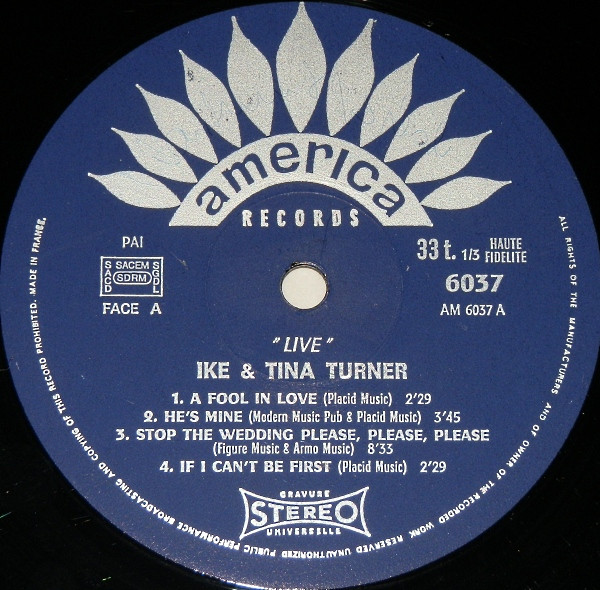 america
RECORDS
PAI
33 t. 1/3 HAUTE FIDELITE
SACD SACEM SDRM SGDL
FACE A
6037
AM 6037 A
"LIVE"
IKE & TINA TURNER
1. A FOOL IN LOVE (Placid Music) 2'29
2. HE'S MINE (Modern Music Pub & Placid Music) 3'45
3. STOP THE WEDDING PLEASE, PLEASE, PLEASE
(Figure Music & Armo Music) 8'33
4. IF I CAN'T BE FIRST (Placid Music) 2'29
GRAVURE
STEREO
UNIVERSELLE
ALL RIGHTS OF THE MANUFACTURERS AND OF OWNER OF THE RECORDED WORK RESERVED UNAUTHORIZED PUBLIC PERFORMANCE BROADCASTING AND COPYING OF THIS RECORD PROHIBITED. MADE IN FRANCE.